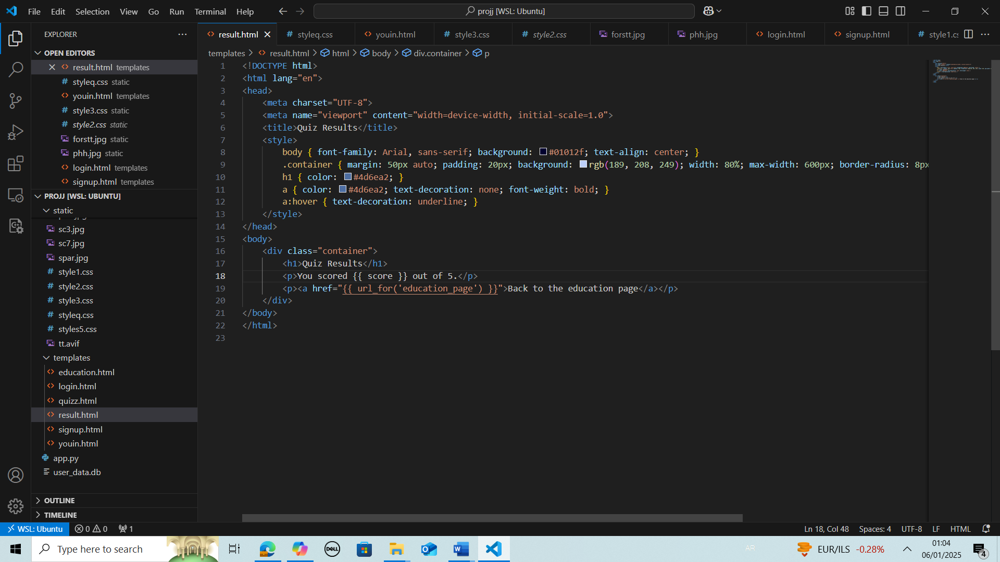 File Edit Selection View Go Run Terminal Help
projj [WSL: Ubuntu]
EXPLORER
OPEN EDITORS
result.html templates
styleq.css static
youin.html templates
style3.css static
style2.css static
forstt.jpg static
phh.jpg static
login.html templates
signup.html templates
PROJJ [WSL: UBUNTU]
static
sc3.jpg
sc7.jpg
spar.jpg
style1.css
style2.css
style3.css
styleq.css
styles5.css
tt.avif
templates
education.html
login.html
quizz.html
result.html
signup.html
youin.html
app.py
user_data.db
OUTLINE
TIMELINE
result.html styleq.css youin.html style3.css style2.css forstt.jpg phh.jpg login.html signup.html style1.cs
templates > result.html > html > body > div.container > p
1 <!DOCTYPE html>
2 <html lang="en">
3 <head>
4 <meta charset="UTF-8">
5 <meta name="viewport" content="width=device-width, initial-scale=1.0">
6 <title>Quiz Results</title>
7 <style>
8 body { font-family: Arial, sans-serif; background: #01012f; text-align: center; }
9 .container { margin: 50px auto; padding: 20px; background: rgb(189, 208, 249); width: 80%; max-width: 600px; border-radius: 8px
10 h1 { color: #4d6ea2; }
11 a { color: #4d6ea2; text-decoration: none; font-weight: bold; }
12 a:hover { text-decoration: underline; }
13 </style>
14 </head>
15 <body>
16 <div class="container">
17 <h1>Quiz Results</h1>
18 <p>You scored {{ score }} out of 5.</p>
19 <p><a href="{{ url_for('education_page') }}">Back to the education page</a></p>
20 </div>
21 </body>
22 </html>
23
WSL: Ubuntu 0 0 1 Ln 18, Col 48 Spaces: 4 UTF-8 LF HTML
Type here to search
DELL
AR
EUR/ILS -0.28%
01:04
06/01/2025
4